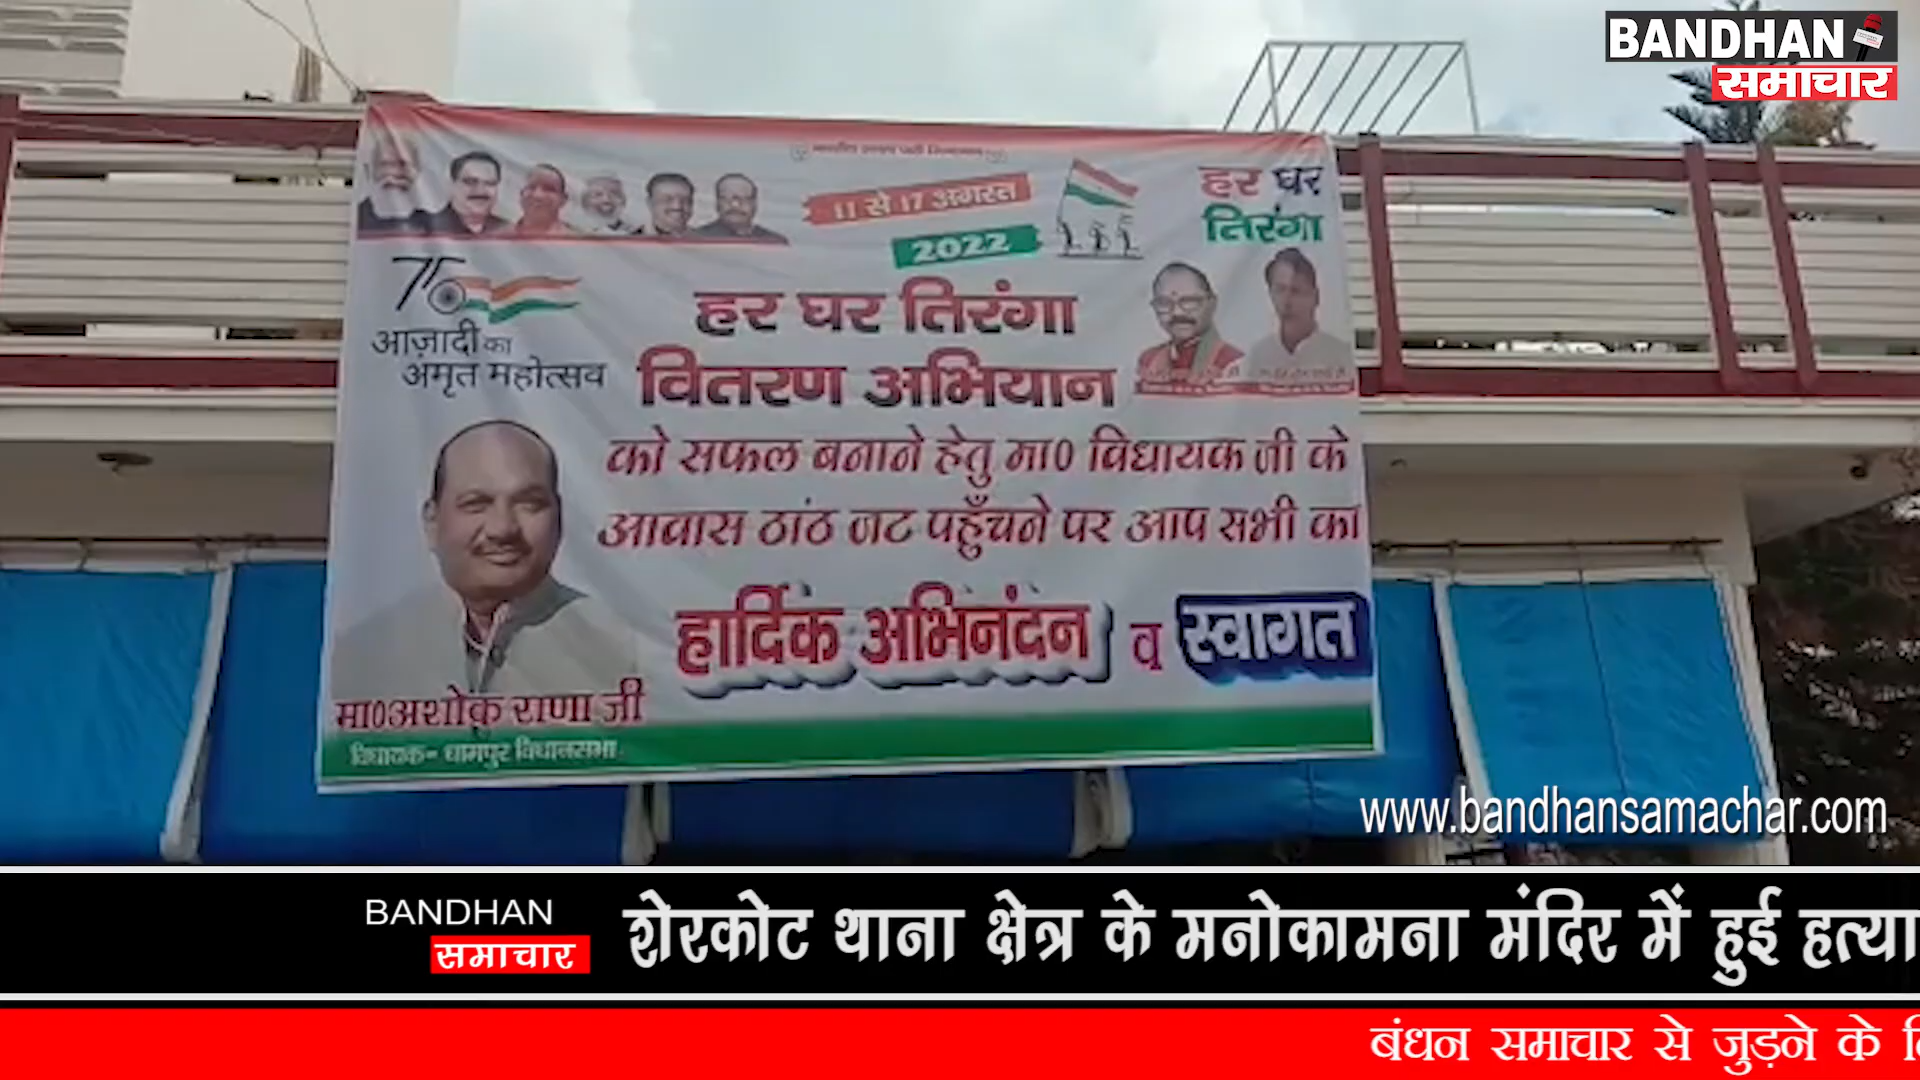 BANDHAN
समाचार
11 से 17 अगस्त
2022
हर घर
तिरंगा
75
आज़ादी का
अमृत महोत्सव
हर घर तिरंगा
वितरण अभियान
को सफल बनाने हेतु मा0 विधायक जी के
आवास ठांठ जट पहुँचने पर आप सभी का
हार्दिक अभिनंदन व स्वागत
मा0अशोक राणा जी
विधायक- धामपुर विधानसभा
www.bandhansamachar.com
BANDHAN
समाचार
शेरकोट थाना क्षेत्र के मनोकामना मंदिर में हुई हत्या
बंधन समाचार से जुड़ने के